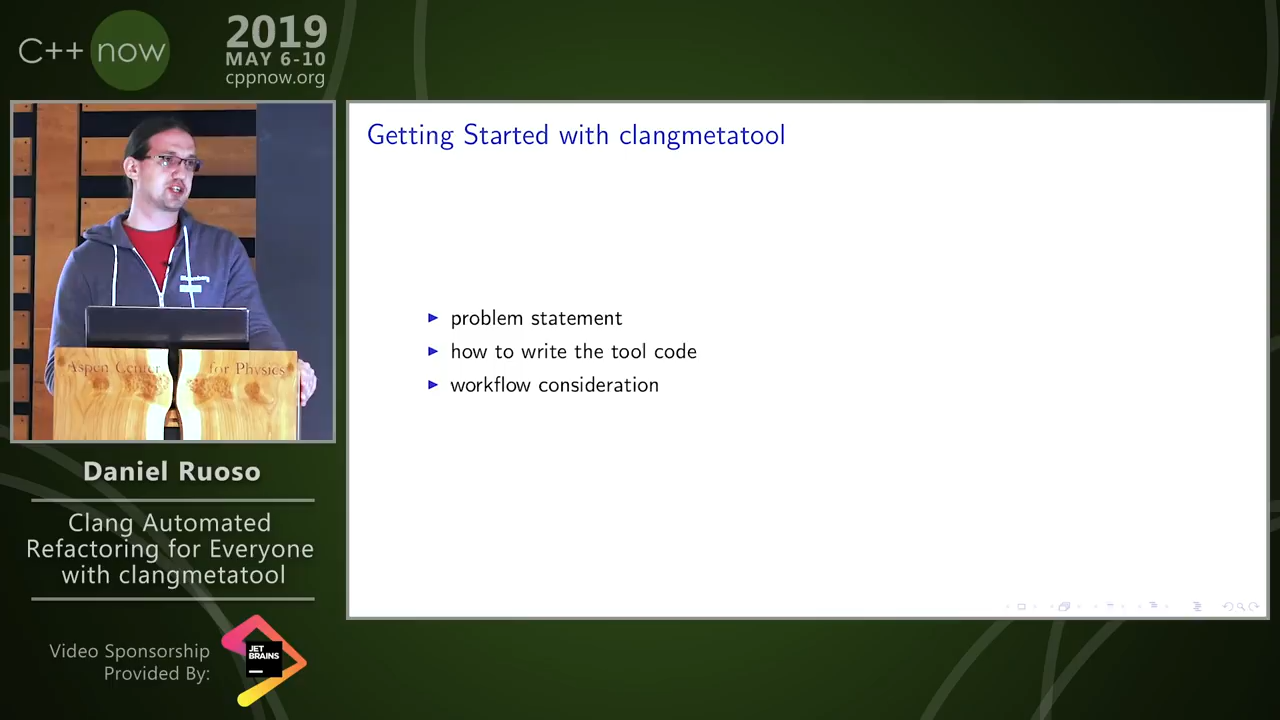 C++ now
2019
MAY 6-10
cppnow.org
Getting Started with clangmetatool
problem statement
how to write the tool code
workflow consideration
Aspen Center for Physics
Daniel Ruoso
Clang Automated
Refactoring for Everyone
with clangmetatool
Video Sponsorship
Provided By:
JET
BRAINS